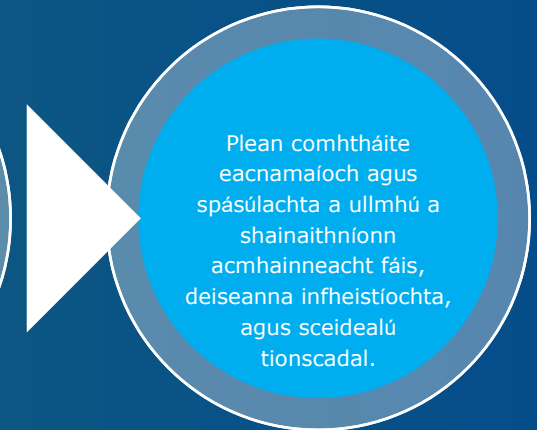 Plean comhtháite
eacnamaíoch agus
spásúlachta a ullmhú a
shainaithníonn
acmhainneacht fáis,
deiseanna infheistíochta,
agus sceidealú
tionscadal.